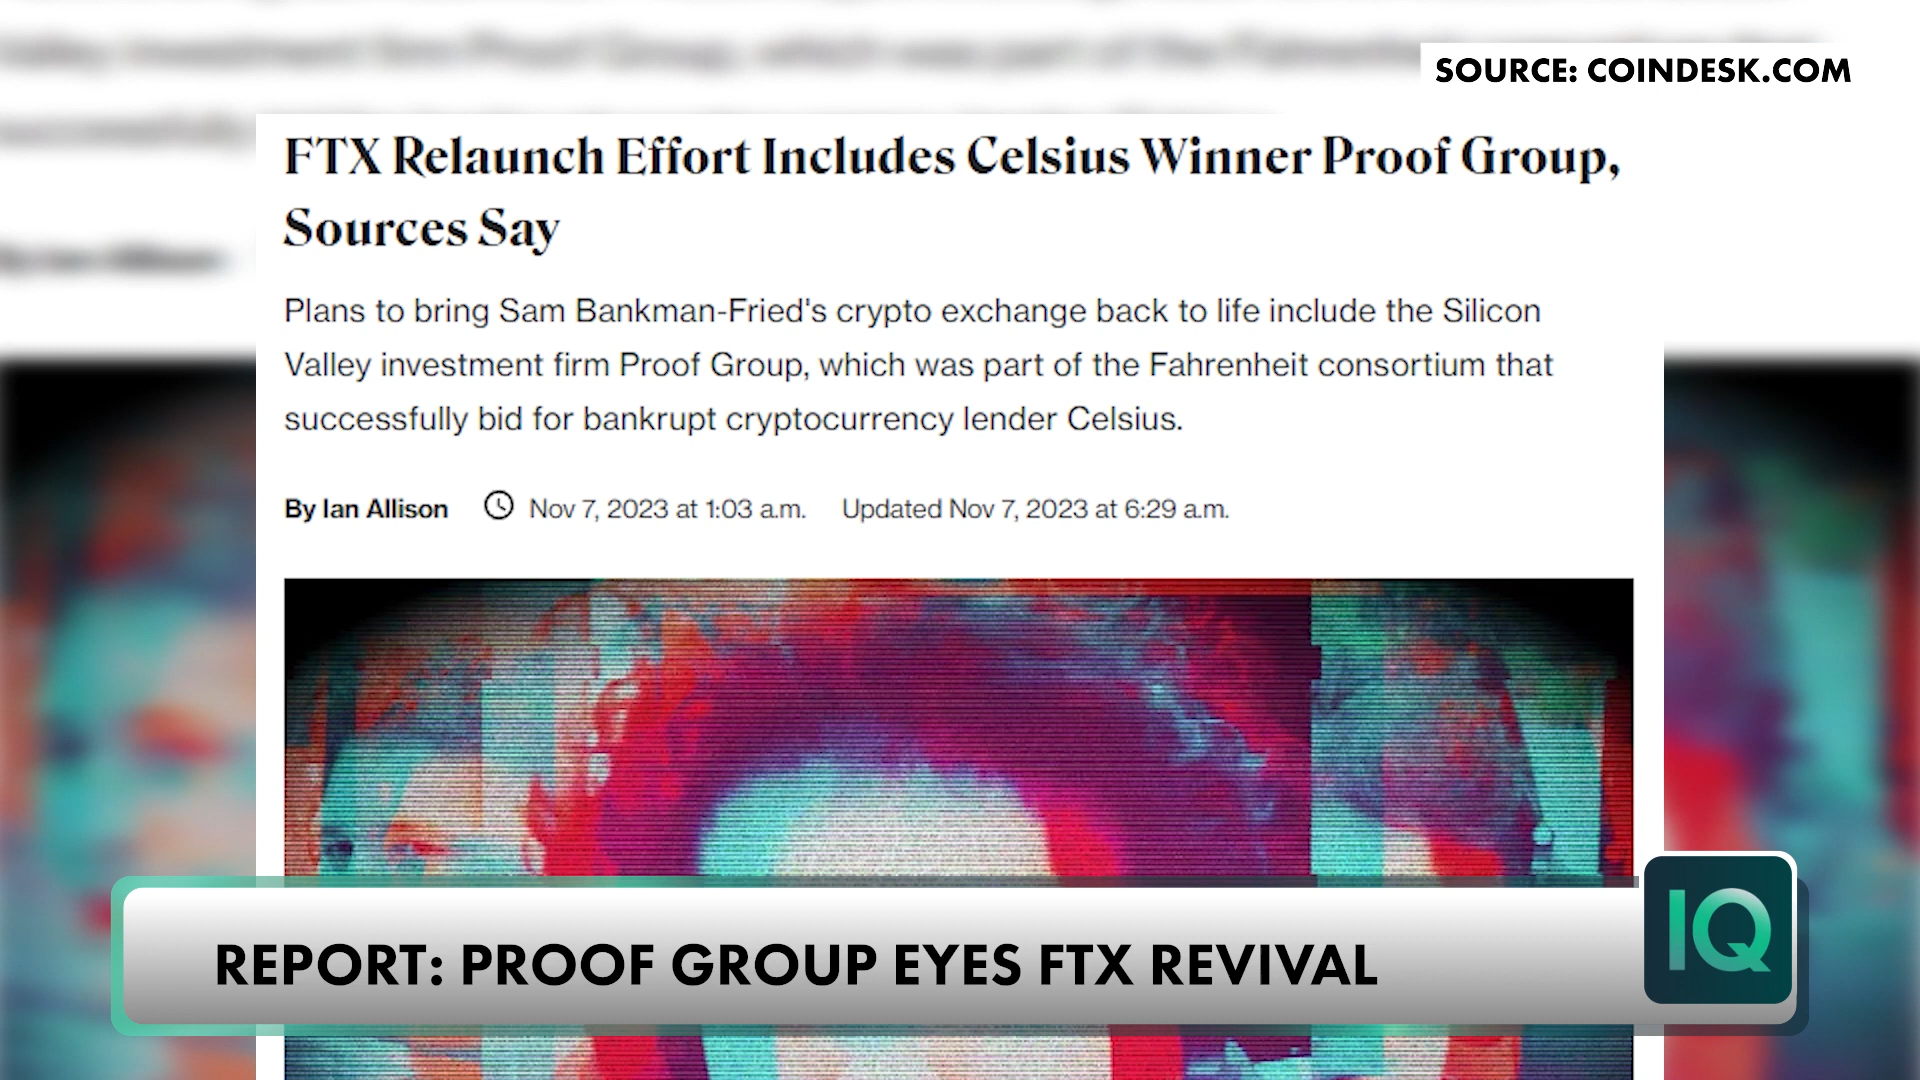 SOURCE: COINDESK.COM
FTX Relaunch Effort Includes Celsius Winner Proof Group,
Sources Say
Plans to bring Sam Bankman-Fried's crypto exchange back to life include the Silicon
Valley investment firm Proof Group, which was part of the Fahrenheit consortium that
successfully bid for bankrupt cryptocurrency lender Celsius.
By Ian Allison Nov 7, 2023 at 1:03 a.m. Updated Nov 7, 2023 at 6:29 a.m.
REPORT: PROOF GROUP EYES FTX REVIVAL
IQ